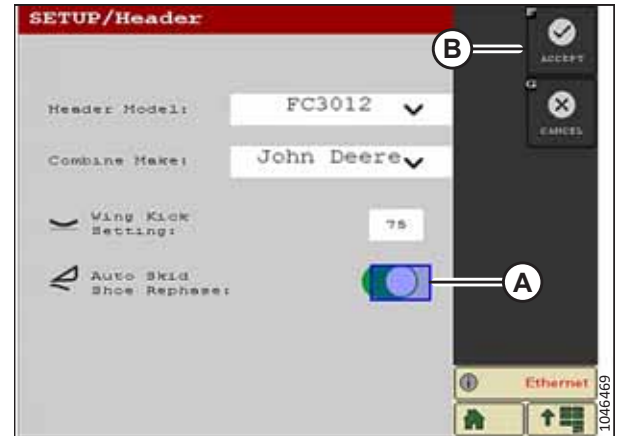 SETUP/Header
B
ACCEPT
Header Model:
FC3012
CANCEL
Combine Make:
John Deere
Wing Kick
Setting:
75
Auto Skid
Shoe Rephase:
A
Ethernet
1046469